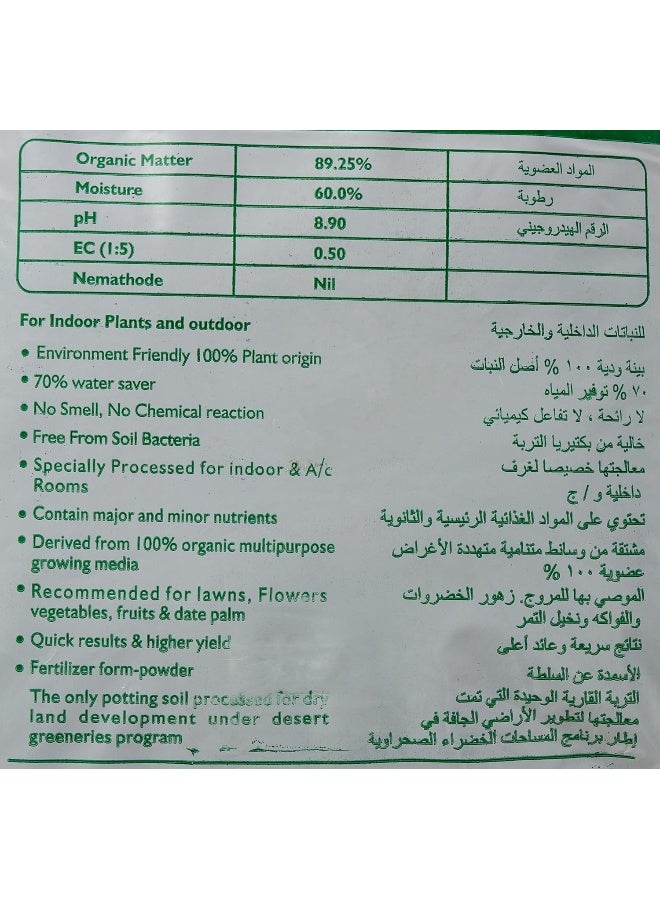 Organic Matter 89.25% المواد العضوية
Moisture 60.0% رطوبة
pH 8.90 الرقم الهيدروجيني
EC (1:5) 0.50
Nemathode Nil
For Indoor Plants and outdoor
• Environment Friendly 100% Plant origin
• 70% water saver
• No Smell, No Chemical reaction
• Free From Soil Bacteria
• Specially Processed for indoor & A/c
Rooms
• Contain major and minor nutrients
• Derived from 100% organic multipurpose
growing media
• Recommended for lawns, Flowers
vegetables, fruits & date palm
• Quick results & higher yield
• Fertilizer form-powder
The only potting soil processed for dry
land development under desert
greeneries program
للنباتات الداخلية والخارجية
بيئة ودية ١٠٠ % أضل النبات
٧٠ % توفير المياه
لا رائحة ، لا تفاعل كيميائي
خالية من بكتيريا التربة
معالجتها خصيصا لغرف
داخلية و / ج
تحتوي على المواد الغذائية الرئيسية والثانوية
مشتقة من وسائط متنامية متهددة الأغراض
عضوية ١٠٠ %
الموصي بها للمروج. زهور الخضروات
والفواكه ونخيل التمر
نتائج سريعة وعائد أعلى
الأسمدة عن السلطة
التربة القارية الوحيدة التي تمت
معالجتها لتطوير الأراضي الجافة في
إطار برنامج المساحات الخضراء الصحراوية